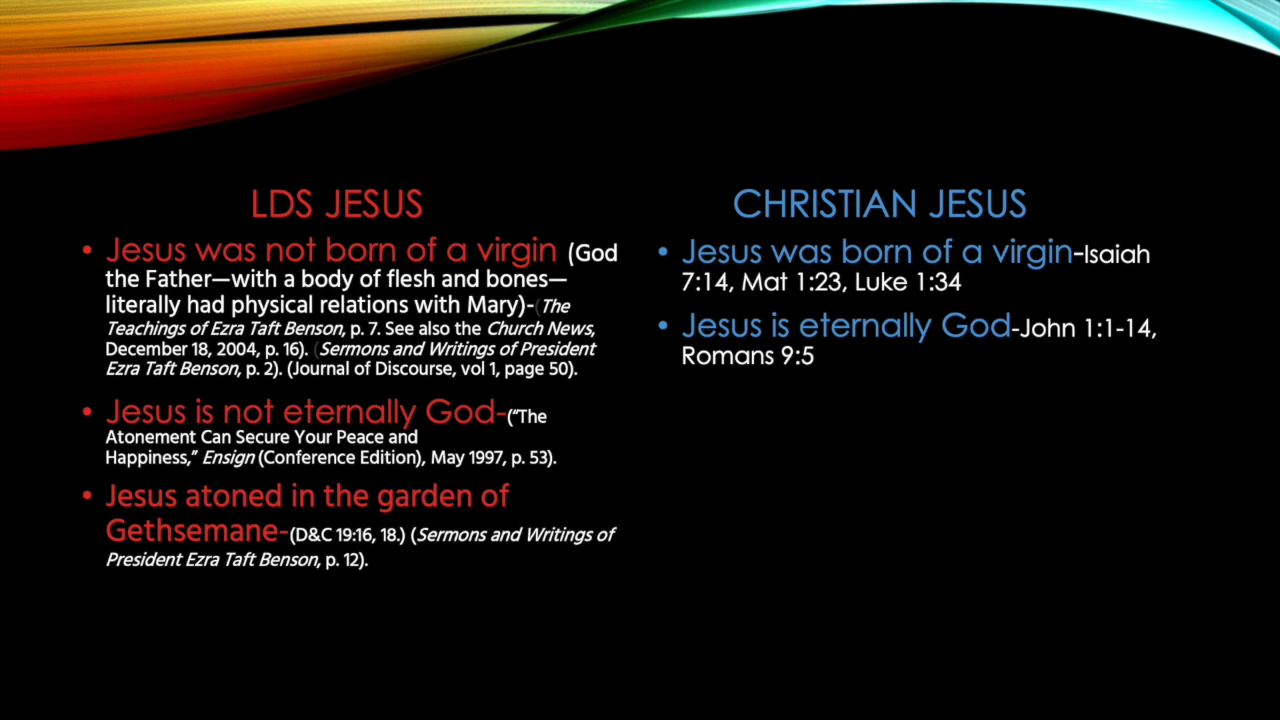 LDS JESUS
• Jesus was not born of a virgin (God
the Father—with a body of flesh and bones—
literally had physical relations with Mary)-(The
Teachings of Ezra Taft Benson, p. 7. See also the Church News,
December 18, 2004, p. 16). (Sermons and Writings of President
Ezra Taft Benson, p. 2). (Journal of Discourse, vol 1, page 50).
• Jesus is not eternally God-(“The
Atonement Can Secure Your Peace and
Happiness,” Ensign (Conference Edition), May 1997, p. 53).
• Jesus atoned in the garden of
Gethsemane-(D&C 19:16, 18.) (Sermons and Writings of
President Ezra Taft Benson, p. 12).
CHRISTIAN JESUS
• Jesus was born of a virgin-Isaiah
7:14, Mat 1:23, Luke 1:34
• Jesus is eternally God-John 1:1-14,
Romans 9:5